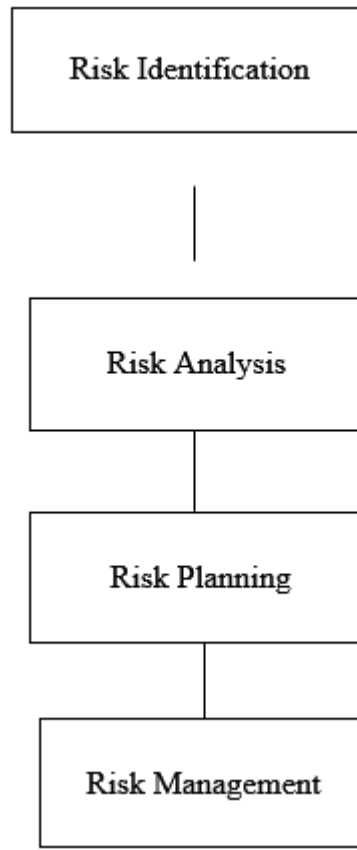 Risk Identification
Risk Analysis
Risk Planning
Risk Management